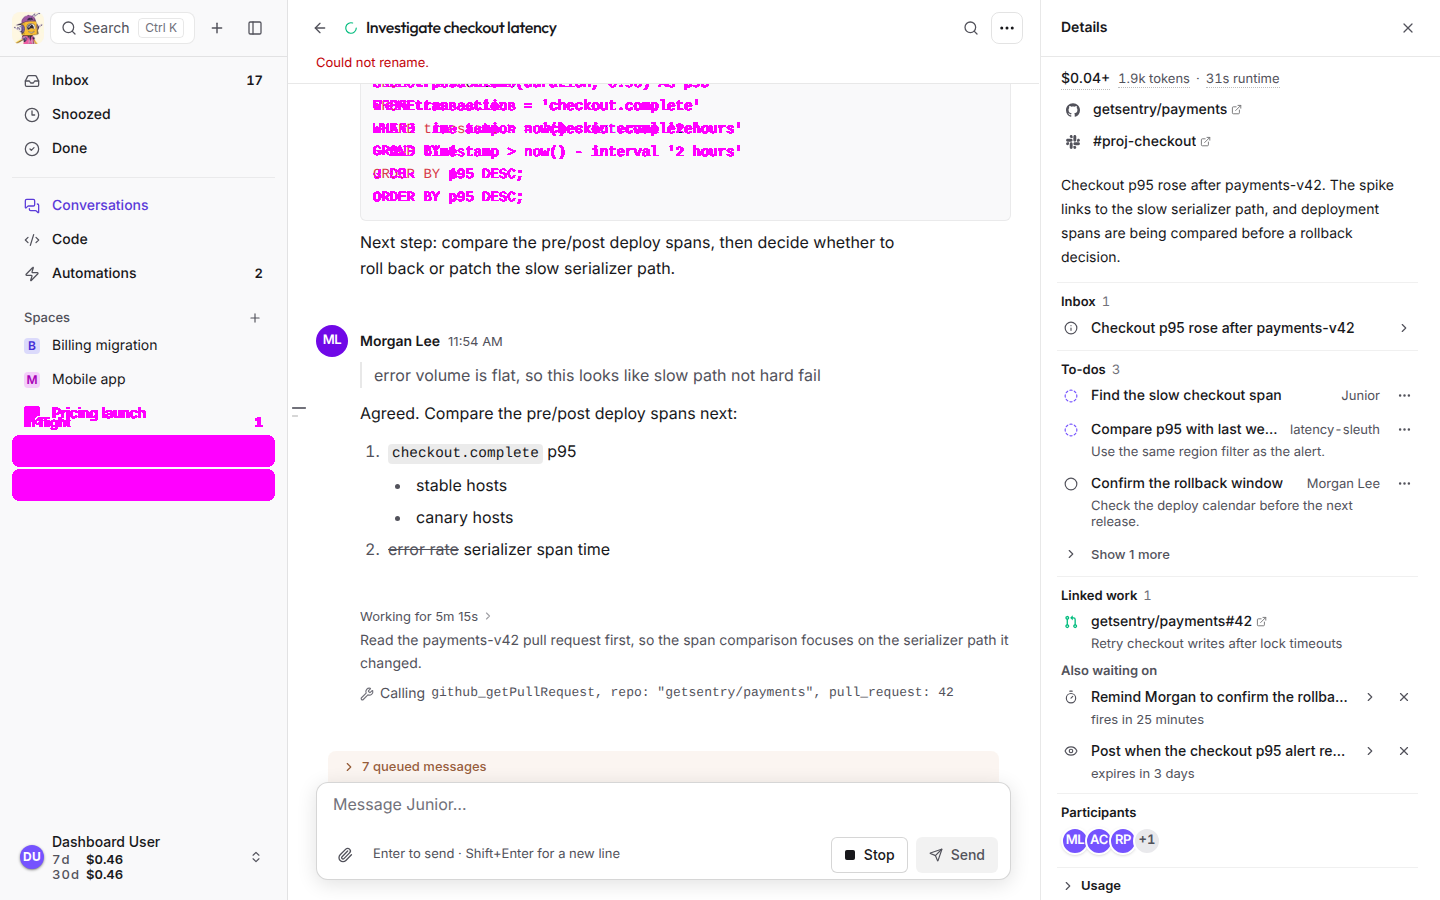 Search Ctrl K
Inbox 17
Snoozed
Done
Conversations
Code
Automations 2
Spaces
B Billing migration
M Mobile app
Pricing launch
1
DU Dashboard User
7d $0.46
30d $0.46
Investigate checkout latency
Could not rename.
transaction = 'checkout.complete'
timestamp > now() - interval '2 hours'
ORDER BY p95 DESC;
ORDER BY p95 DESC;
Next step: compare the pre/post deploy spans, then decide whether to
roll back or patch the slow serializer path.
ML Morgan Lee 11:54 AM
error volume is flat, so this looks like slow path not hard fail
Agreed. Compare the pre/post deploy spans next:
1. checkout.complete p95
• stable hosts
• canary hosts
2. error rate serializer span time
Working for 5m 15s
Read the payments-v42 pull request first, so the span comparison focuses on the serializer path it
changed.
Calling github_getPullRequest, repo: "getsentry/payments", pull_request: 42
7 queued messages
Message Junior...
Enter to send · Shift+Enter for a new line
Stop
Send
Details
$0.04+ 1.9k tokens · 31s runtime
getsentry/payments
#proj-checkout
Checkout p95 rose after payments-v42. The spike
links to the slow serializer path, and deployment
spans are being compared before a rollback
decision.
Inbox 1
Checkout p95 rose after payments-v42
To-dos 3
Find the slow checkout span Junior
Compare p95 with last we... latency-sleuth
Use the same region filter as the alert.
Confirm the rollback window Morgan Lee
Check the deploy calendar before the next
release.
Show 1 more
Linked work 1
getsentry/payments#42
Retry checkout writes after lock timeouts
Also waiting on
Remind Morgan to confirm the rollba...
fires in 25 minutes
Post when the checkout p95 alert re...
expires in 3 days
Participants
ML AC RP +1
Usage